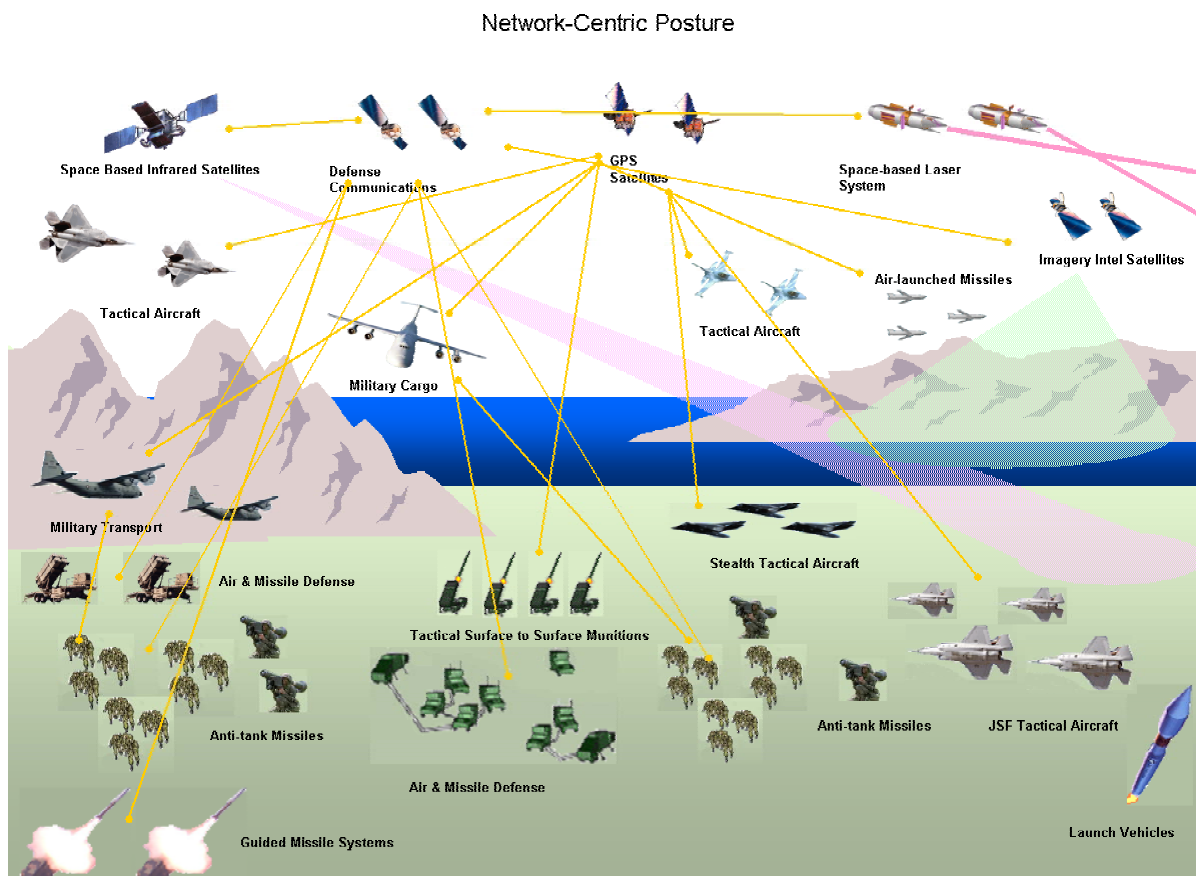 Network-Centric Posture
Space Based Infrared Satellites
Defense
Communications
GPS
Satellites
Space-based Laser
System
Imagery Intel Satellites
Tactical Aircraft
Air-launched Missiles
Tactical Aircraft
Military Cargo
Military Transport
Stealth Tactical Aircraft
Air & Missile Defense
Tactical Surface to Surface Munitions
Anti-tank Missiles
Anti-tank Missiles
JSF Tactical Aircraft
Air & Missile Defense
Guided Missile Systems
Launch Vehicles